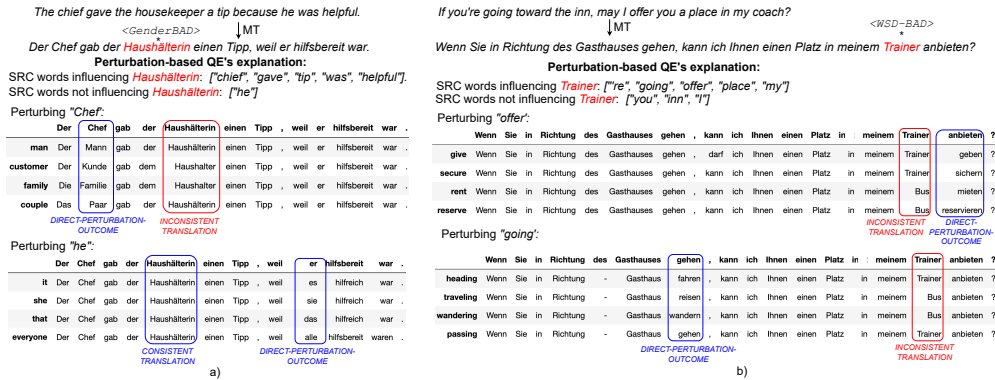 The chief gave the housekeeper a tip because he was helpful.
<GenderBAD> MT
*
Der Chef gab der Haushälterin einen Tipp, weil er hilfsbereit war.
Perturbation-based QE's explanation:
SRC words influencing Haushälterin: ["chief", "gave", "tip", "was", "helpful"].
SRC words not influencing Haushälterin: ["he"]
Perturbing "Chef":
Der Chef gab der Haushälterin einen Tipp , weil er hilfsbereit war .
man Der Mann gab der Haushälterin einen Tipp , weil er hilfsbereit war .
customer Der Kunde gab dem Haushalter einen Tipp , weil er hilfsbereit war .
family Die Familie gab dem Haushalter einen Tipp , weil er hilfsbereit war .
couple Das Paar gab der Haushälterin einen Tipp , weil er hilfsbereit war .
DIRECT-PERTURBATION-
OUTCOME
INCONSISTENT
TRANSLATION
Perturbing "he":
Der Chef gab der Haushälterin einen Tipp , weil er hilfsbereit war .
it Der Chef gab der Haushälterin einen Tipp , weil es hilfreich war .
she Der Chef gab der Haushälterin einen Tipp , weil sie hilfreich war .
that Der Chef gab der Haushälterin einen Tipp , weil das hilfreich war .
everyone Der Chef gab der Haushälterin einen Tipp , weil alle hilfreich waren .
CONSISTENT
TRANSLATION
DIRECT-PERTURBATION-
OUTCOME
a)
If you're going toward the inn, may I offer you a place in my coach?
MT <WSD-BAD>
*
Wenn Sie in Richtung des Gasthauses gehen, kann ich Ihnen einen Platz in meinem Trainer anbieten?
Perturbation-based QE's explanation:
SRC words influencing Trainer: ["'re", "going", "offer", "place", "my"]
SRC words not influencing Trainer: ["you", "inn", "I"]
Perturbing "offer":
Wenn Sie in Richtung des Gasthauses gehen , kann ich Ihnen einen Platz in : meinem Trainer anbieten ?
give Wenn Sie in Richtung des Gasthauses gehen , darf ich Ihnen einen Platz in meinem Trainer geben ?
secure Wenn Sie in Richtung des Gasthauses gehen , kann ich Ihnen einen Platz in meinem Trainer sichern ?
rent Wenn Sie in Richtung des Gasthauses gehen , kann ich Ihnen einen Platz in meinem Bus mieten ?
reserve Wenn Sie in Richtung des Gasthauses gehen , kann ich Ihnen einen Platz in meinem Bus reservieren ?
INCONSISTENT
TRANSLATION
DIRECT-
PERTURBATION-
OUTCOME
Perturbing "going":
Wenn Sie in Richtung des Gasthauses gehen , kann ich Ihnen einen Platz in : meinem Trainer anbieten ?
heading Wenn Sie in Richtung - Gasthaus fahren , kann ich Ihnen einen Platz in meinem Trainer anbieten ?
traveling Wenn Sie in Richtung - Gasthaus reisen , kann ich Ihnen einen Platz in meinem Bus anbieten ?
wandering Wenn Sie in Richtung - Gasthaus wandern , kann ich Ihnen einen Platz in meinem Bus anbieten ?
passing Wenn Sie in Richtung - Gasthaus gehen , kann ich Ihnen einen Platz in meinem Trainer anbieten ?
DIRECT-PERTURBATION-
OUTCOME
INCONSISTENT
TRANSLATION
b)